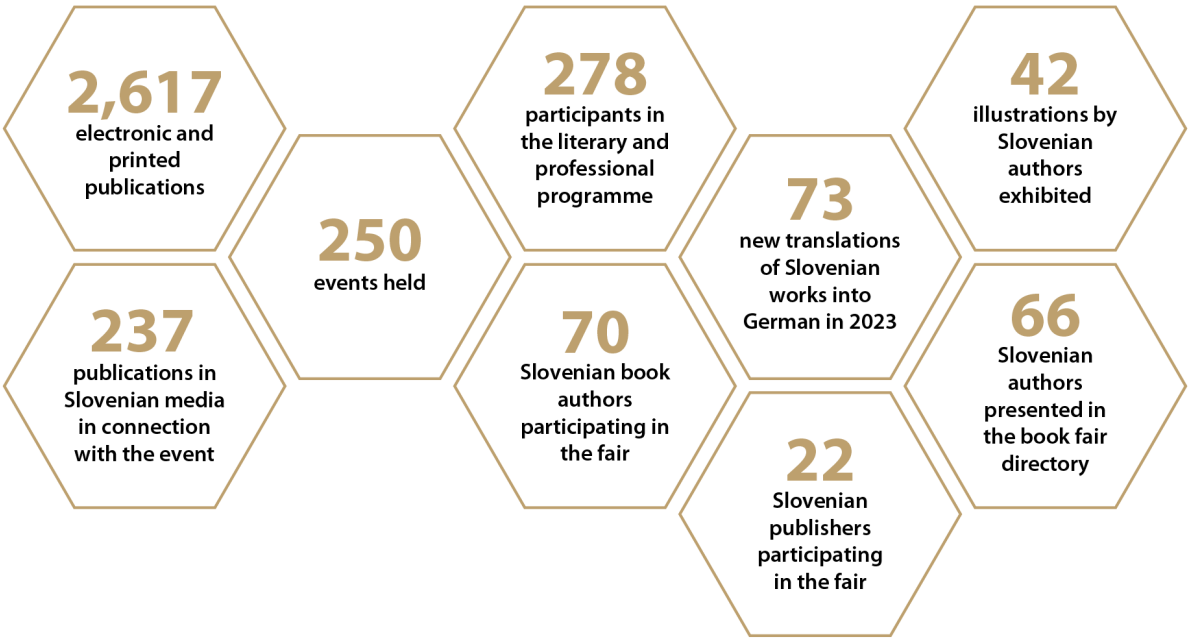 2,617
electronic and
printed
publications
237
publications in
Slovenian media
in connection
with the event
250
events held
278
participants in
the literary and
professional
programme
70
Slovenian book
authors
participating in
the fair
73
new translations
of Slovenian
works into
German in 2023
22
Slovenian
publishers
participating
in the fair
42
illustrations by
Slovenian
authors
exhibited
66
Slovenian
authors
presented in
the book fair
directory